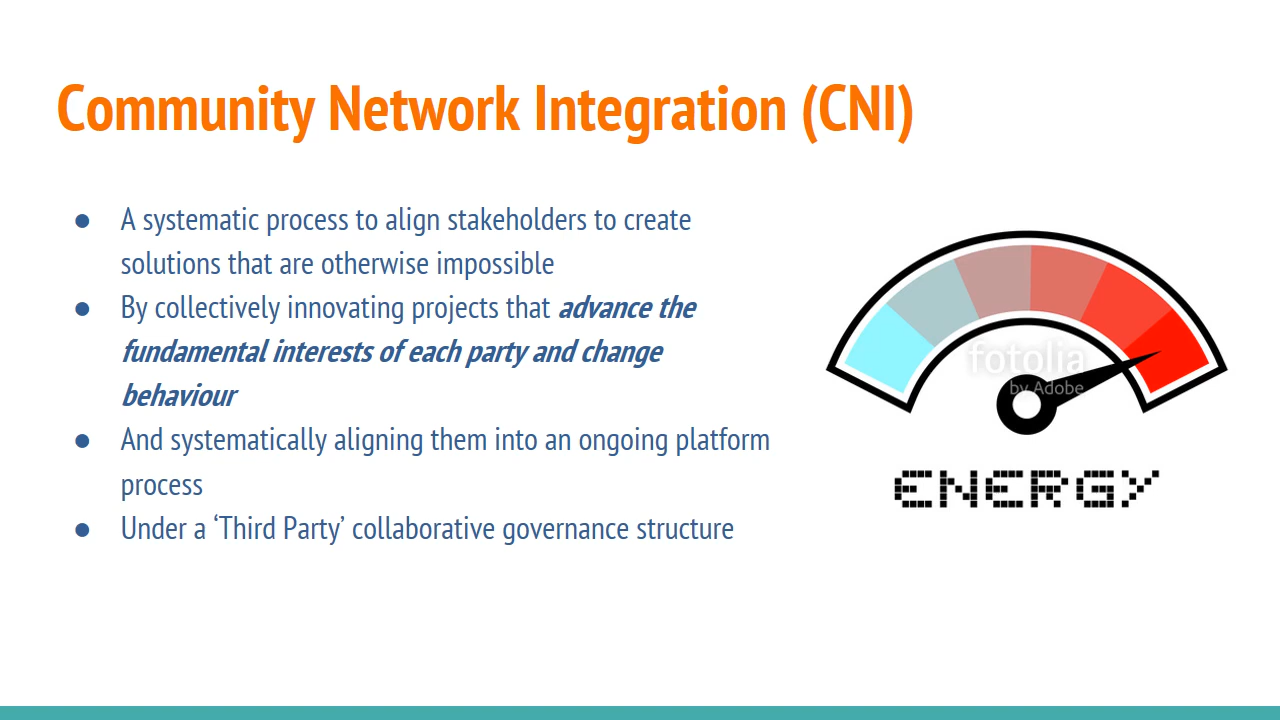 Community Network Integration (CNI)
● A systematic process to align stakeholders to create
solutions that are otherwise impossible
● By collectively innovating projects that advance the
fundamental interests of each party and change
behaviour
● And systematically aligning them into an ongoing platform
process
● Under a ‘Third Party’ collaborative governance structure
fotolia
by Adobe
ENERGY